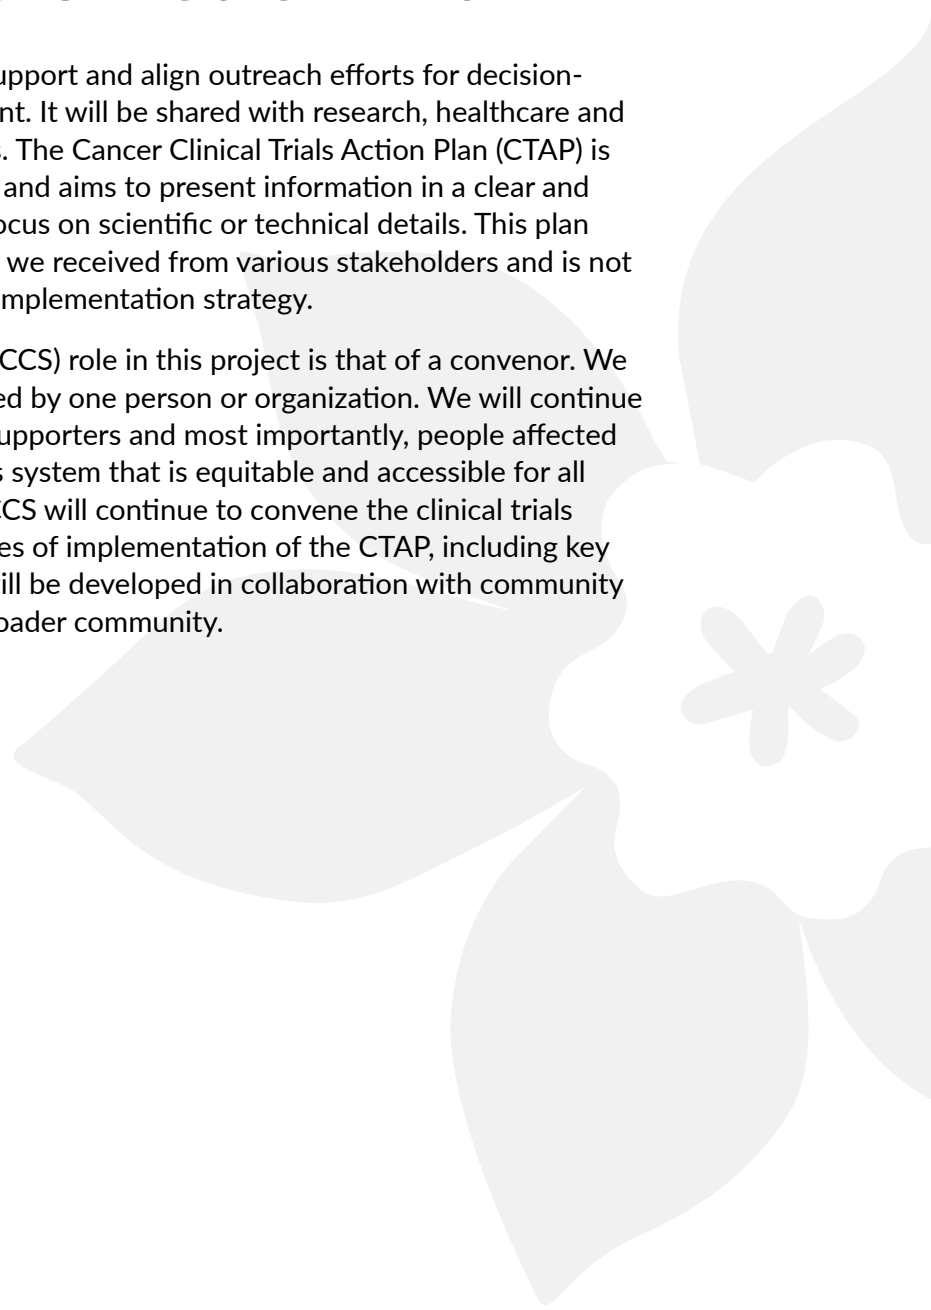 upport and align outreach efforts for decision-
nt. It will be shared with research, healthcare and
s. The Cancer Clinical Trials Action Plan (CTAP) is
and aims to present information in a clear and
ocus on scientific or technical details. This plan
we received from various stakeholders and is not
mplementation strategy.
CCS) role in this project is that of a convenor. We
ed by one person or organization. We will continue
upporters and most importantly, people affected
s system that is equitable and accessible for all
CCS will continue to convene the clinical trials
es of implementation of the CTAP, including key
ill be developed in collaboration with community
oader community.